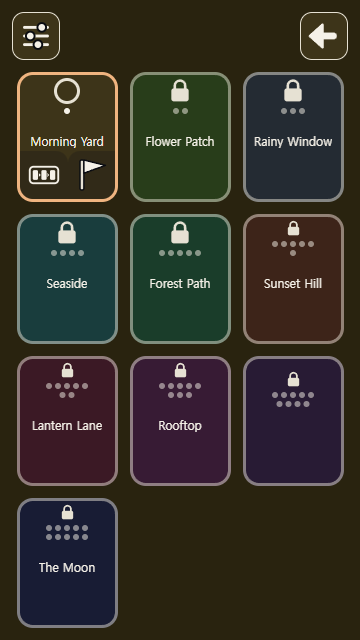 Morning Yard
Flower Patch
Rainy Window
Seaside
Forest Path
Sunset Hill
Lantern Lane
Rooftop
The Moon